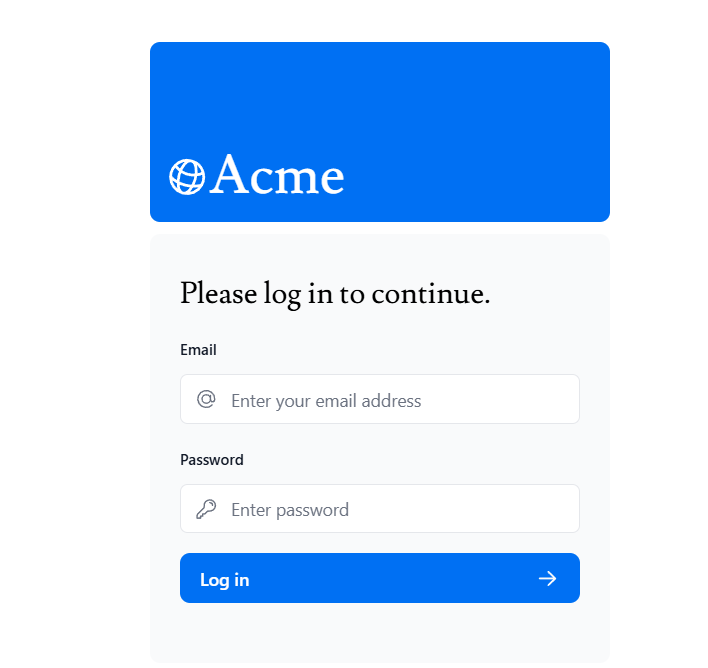 Acme
Please log in to continue.
Email
Enter your email address
Password
Enter password
Log in